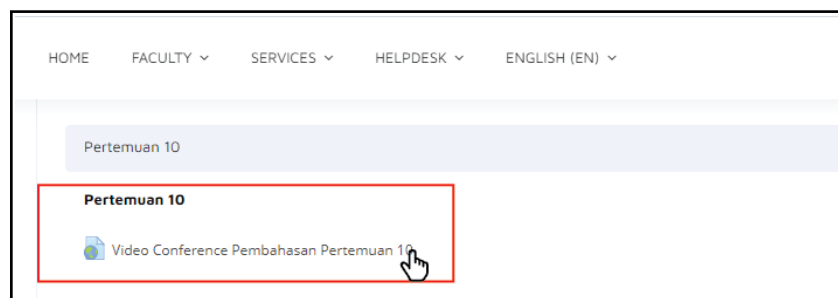 HOME FACULTY SERVICES HELPDESK ENGLISH (EN)
Pertemuan 10
Pertemuan 10
Video Conference Pembahasan Pertemuan 10